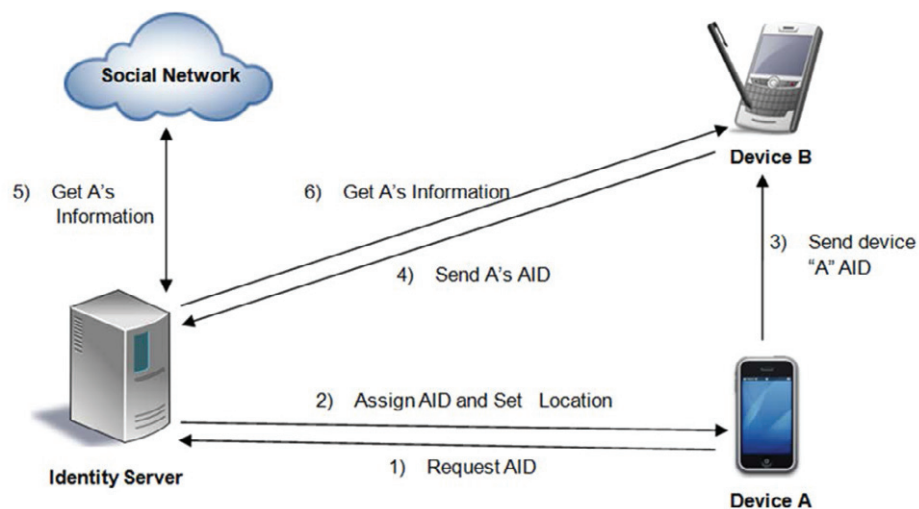 Social Network
Device B
5) Get A's
Information
6) Get A's Information
3) Send device
“A” AID
4) Send A's AID
2) Assign AID and Set Location
1) Request AID
Identity Server
Device A